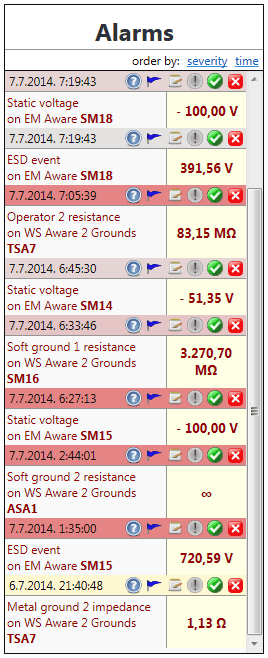 Alarms
order by: severity time
7.7.2014. 7:19:43
Static voltage
on EM Aware SM18
- 100,00 V
7.7.2014. 7:19:43
ESD event
on EM Aware SM18
391,56 V
7.7.2014. 7:05:39
Operator 2 resistance
on WS Aware 2 Grounds
TSA7
83,15 MΩ
7.7.2014. 6:45:30
Static voltage
on EM Aware SM14
- 51,35 V
7.7.2014. 6:33:46
Soft ground 1 resistance
on WS Aware 2 Grounds
SM16
3.270,70
MΩ
7.7.2014. 6:27:13
Static voltage
on EM Aware SM15
- 100,00 V
7.7.2014. 2:44:01
Soft ground 2 resistance
on WS Aware 2 Grounds
ASA1
∞
7.7.2014. 1:35:00
ESD event
on EM Aware SM15
720,59 V
6.7.2014. 21:40:48
Metal ground 2 impedance
on WS Aware 2 Grounds
TSA7
1,13 Ω